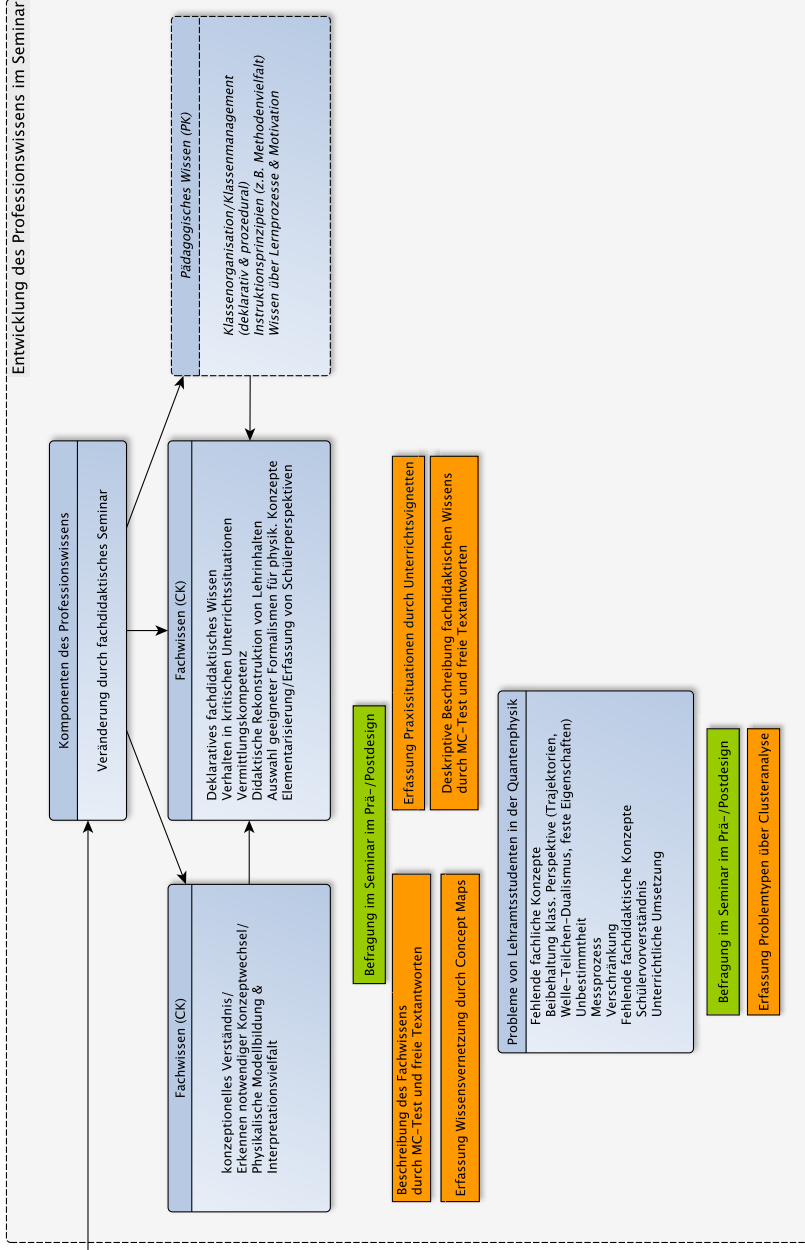 Entwicklung des Professionswissens im Seminar
Komponenten des Professionswissens
Veränderung durch fachdidaktisches Seminar
Fachwissen (CK)
konzeptionelles Verständnis/
Erkennen notwendiger Konzeptwechsel/
Physikalische Modellbildung &
Interpretationsvielfalt
Fachwissen (CK)
Deklaratives fachdidaktisches Wissen
Verhalten in kritischen Unterrichtssituationen
Vermittlungskompetenz
Didaktische Rekonstruktion von Lehrinhalten
Auswahl geeigneter Formalismen für physik. Konzepte
Elementarisierung/Erfassung von Schülerperspektiven
Pädagogisches Wissen (PK)
Klassenorganisation/Klassenmanagement
(deklarativ & prozedural)
Instruktionsprinzipien (z.B. Methodenvielfalt)
Wissen über Lernprozesse & Motivation
Befragung im Seminar im Prä-/Postdesign
Beschreibung des Fachwissens
durch MC-Test und freie Textantworten
Erfassung Wissensvernetzung durch Concept Maps
Erfassung Praxissituationen durch Unterrichtsvignetten
Deskriptive Beschreibung fachdidaktischen Wissens
durch MC-Test und freie Textantworten
Probleme von Lehramtsstudenten in der Quantenphysik
Fehlende fachliche Konzepte
Beibehaltung klass. Perspektive (Trajektorien,
Welle-Teilchen-Dualismus, feste Eigenschaften)
Unbestimmtheit
Messprozess
Verschränkung
Fehlende fachdidaktische Konzepte
Schülervorverständnis
Unterrichtliche Umsetzung
Befragung im Seminar im Prä-/Postdesign
Erfassung Problemtypen über Clusteranalyse